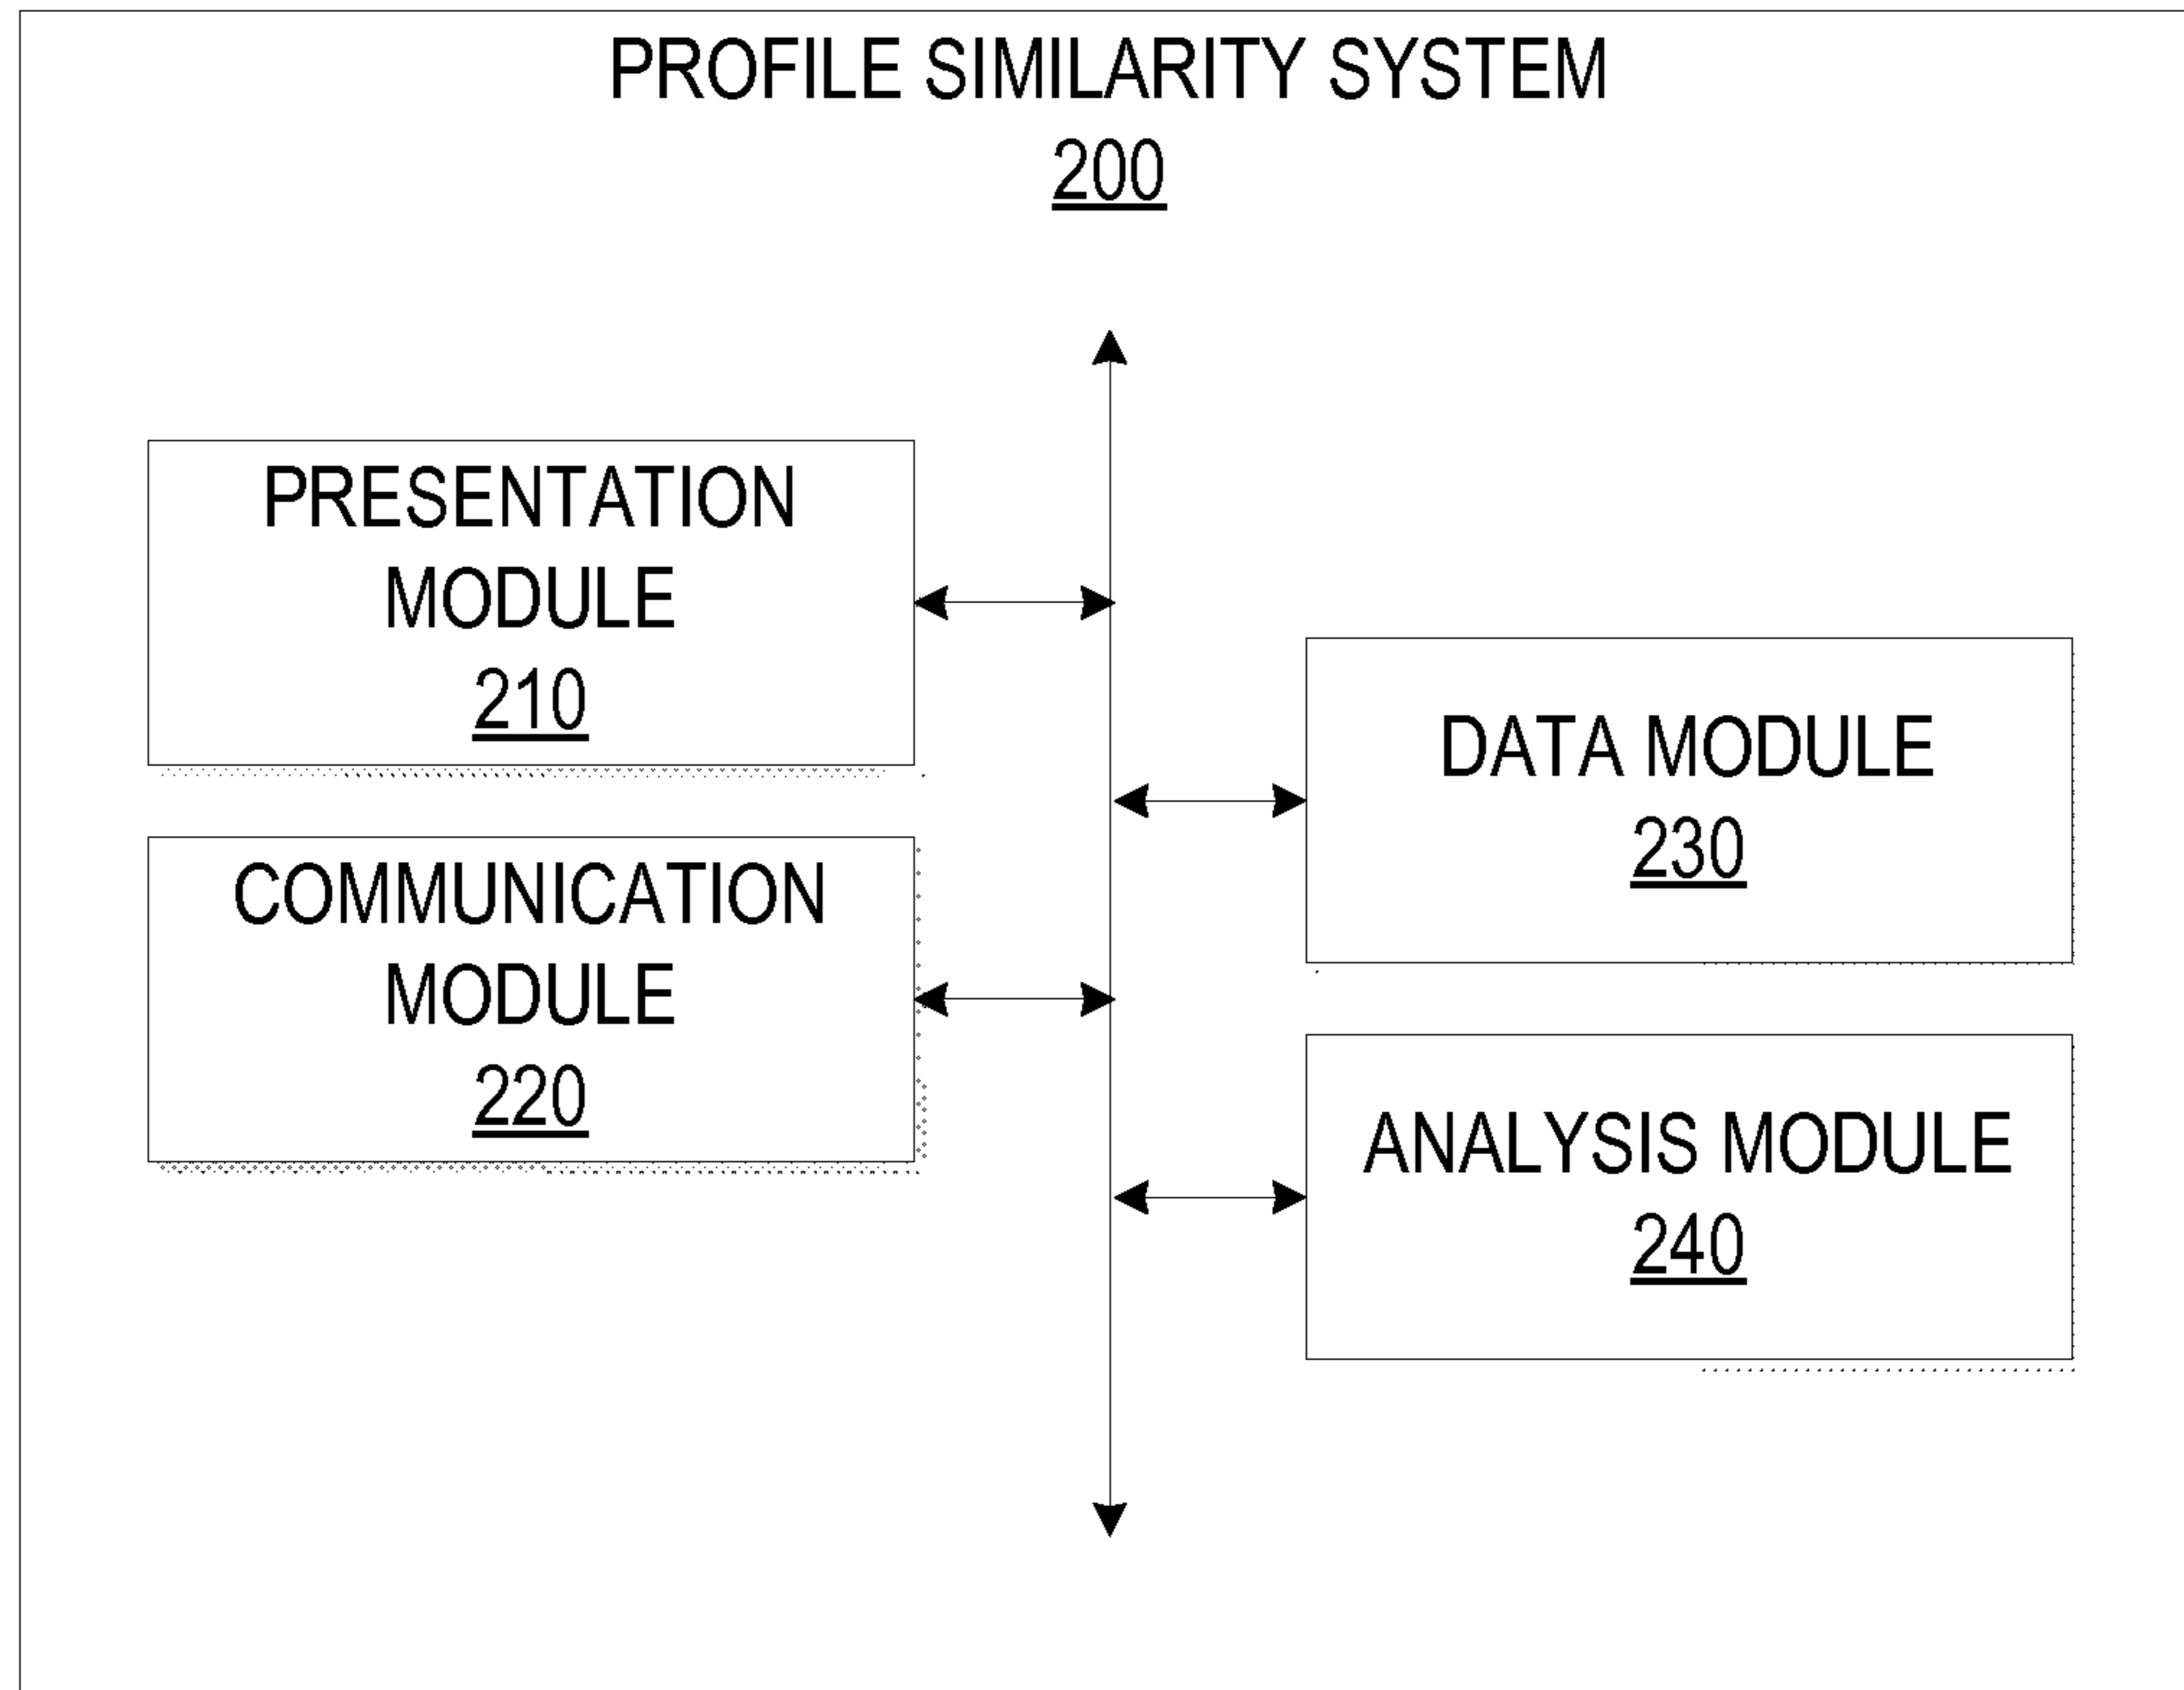 PROFILE SIMILARITY SYSTEM
200
PRESENTATION
MODULE
210
COMMUNICATION
MODULE
220
DATA MODULE
230
ANALYSIS MODULE
240